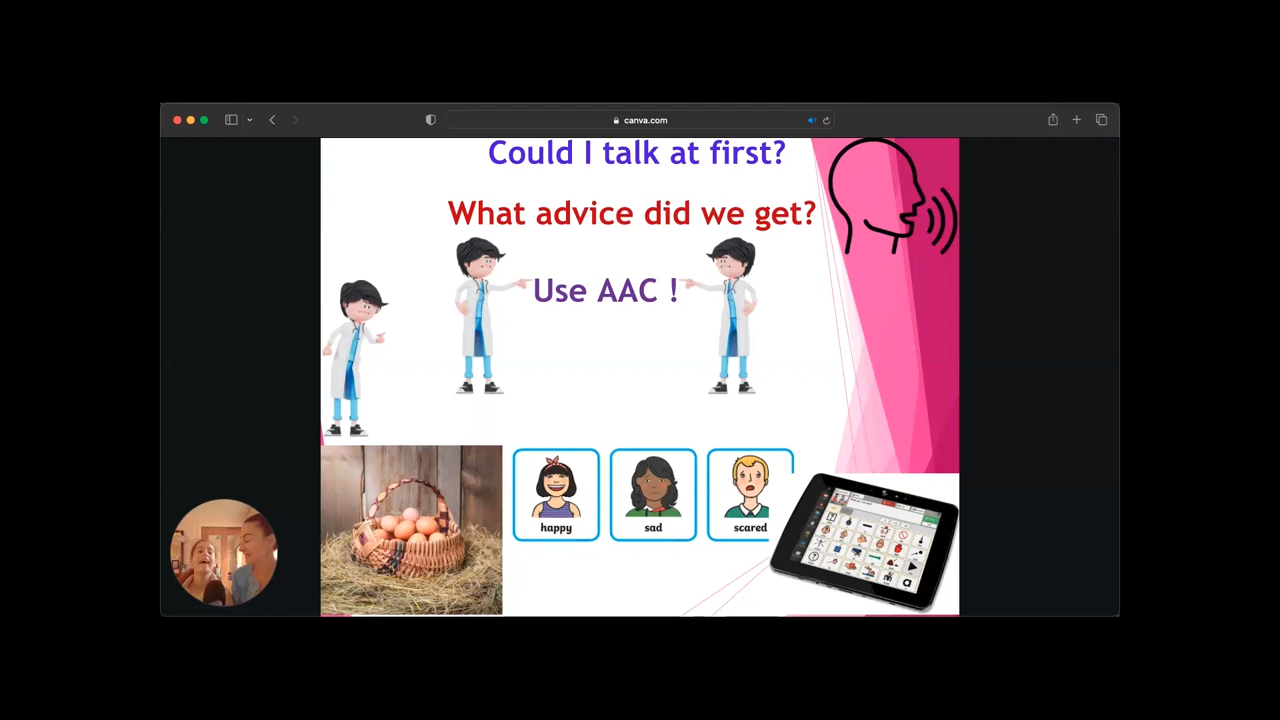 canva.com
Could I talk at first?
What advice did we get?
Use AAC !
happy
sad
scared